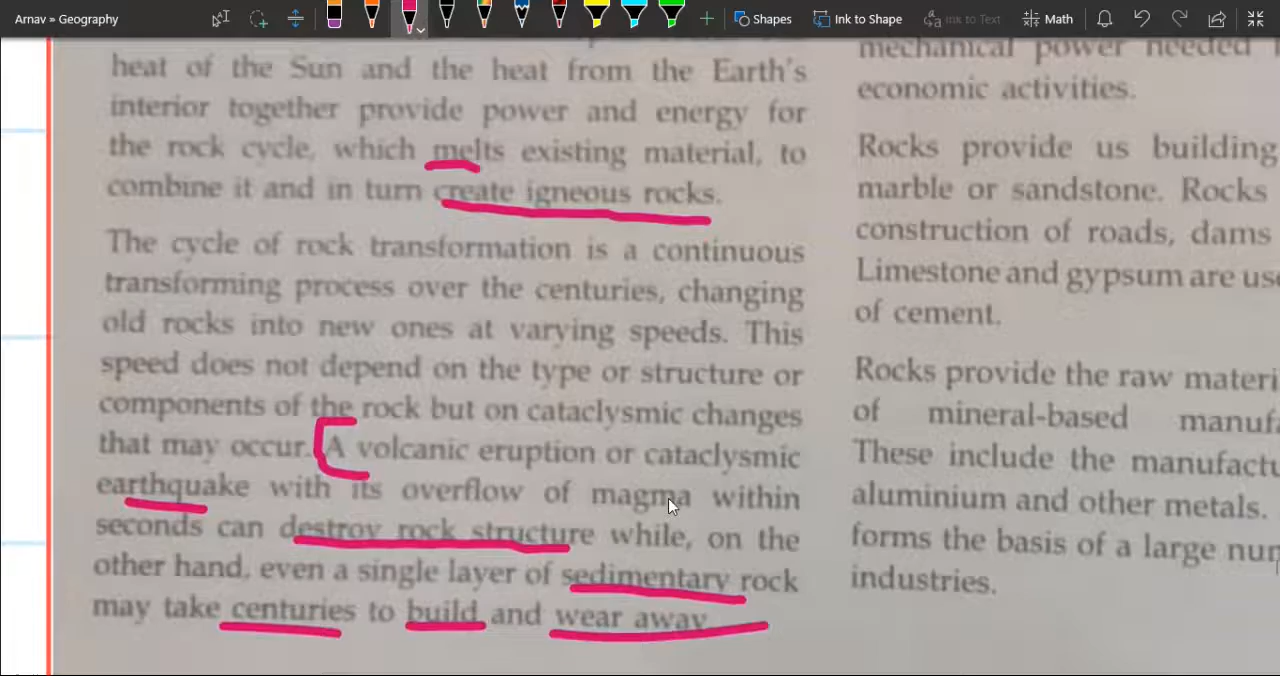 Arnav » Geography
Shapes
Ink to Shape
Ink to Text
Math
heat of the Sun and the heat from the Earth's
interior together provide power and energy for
the rock cycle, which melts existing material, to
combine it and in turn create igneous rocks.
The cycle of rock transformation is a continuous
transforming process over the centuries, changing
old rocks into new ones at varying speeds. This
speed does not depend on the type or structure or
components of the rock but on cataclysmic changes
that may occur. A volcanic eruption or cataclysmic
earthquake with its overflow of magma within
seconds can destroy rock structure while, on the
other hand, even a single layer of sedimentary rock
may take centuries to build and wear away.
mechanical power needed
economic activities.
Rocks provide us building
marble or sandstone. Rocks
construction of roads, dams
Limestone and gypsum are use
of cement.
Rocks provide the raw materi
of mineral-based manufa
These include the manufactu
aluminium and other metals.
forms the basis of a large num
industries.